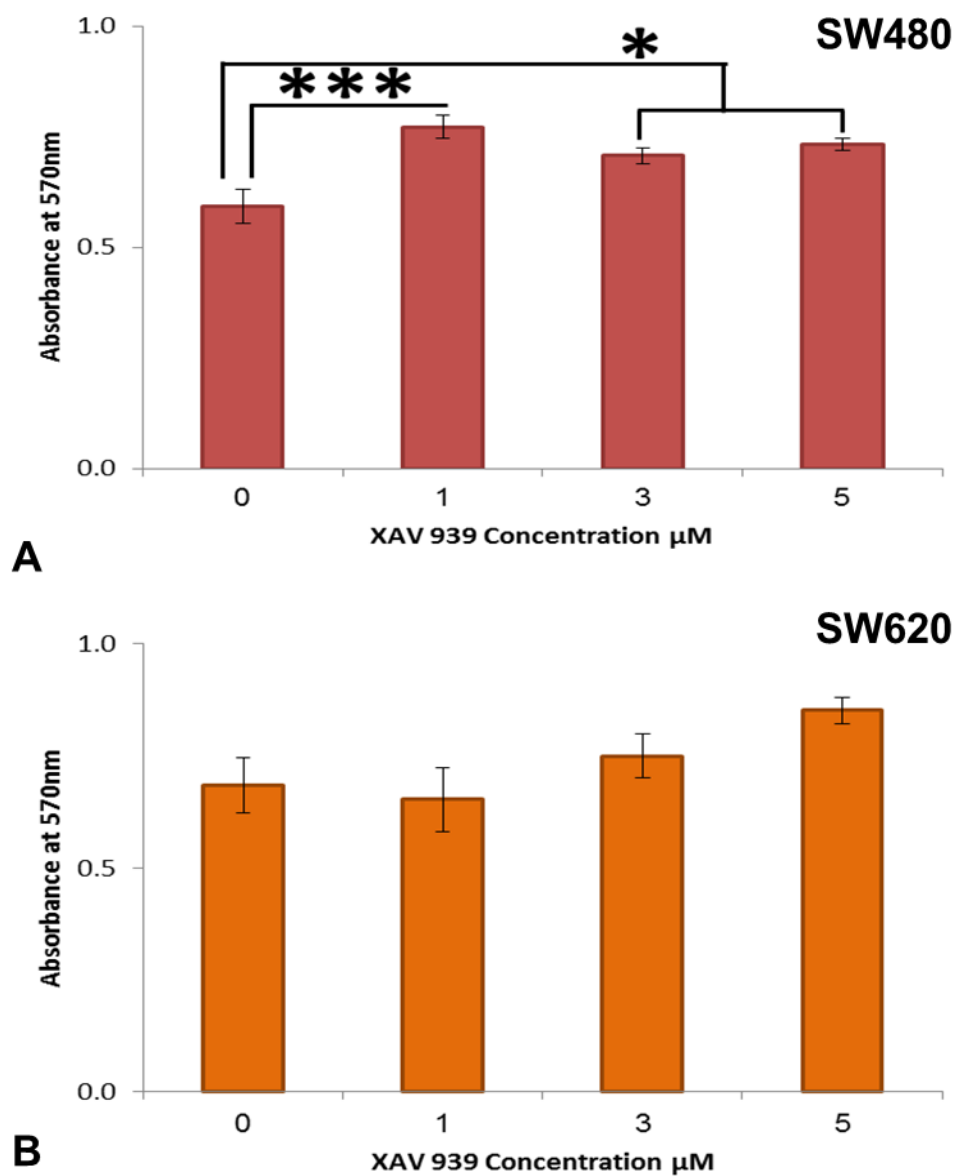 SW480
1.0
*
***
Absorbance at 570nm
0.5
0.0
0 1 3 5
XAV 939 Concentration µM
A
SW620
1.0
Absorbance at 570nm
0.5
0.0
0 1 3 5
XAV 939 Concentration µM
B